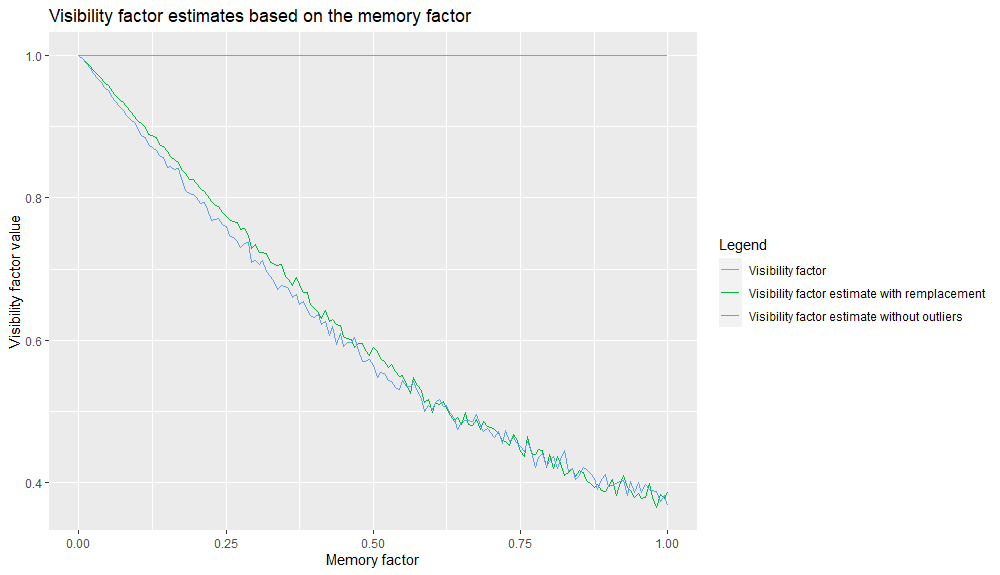 Visibility factor estimates based on the memory factor
1.0
0.8
0.6
0.4
Visibility factor value
0.00 0.25 0.50 0.75 1.00
Memory factor
Legend
Visibility factor
Visibility factor estimate with remplacement
Visibility factor estimate without outliers